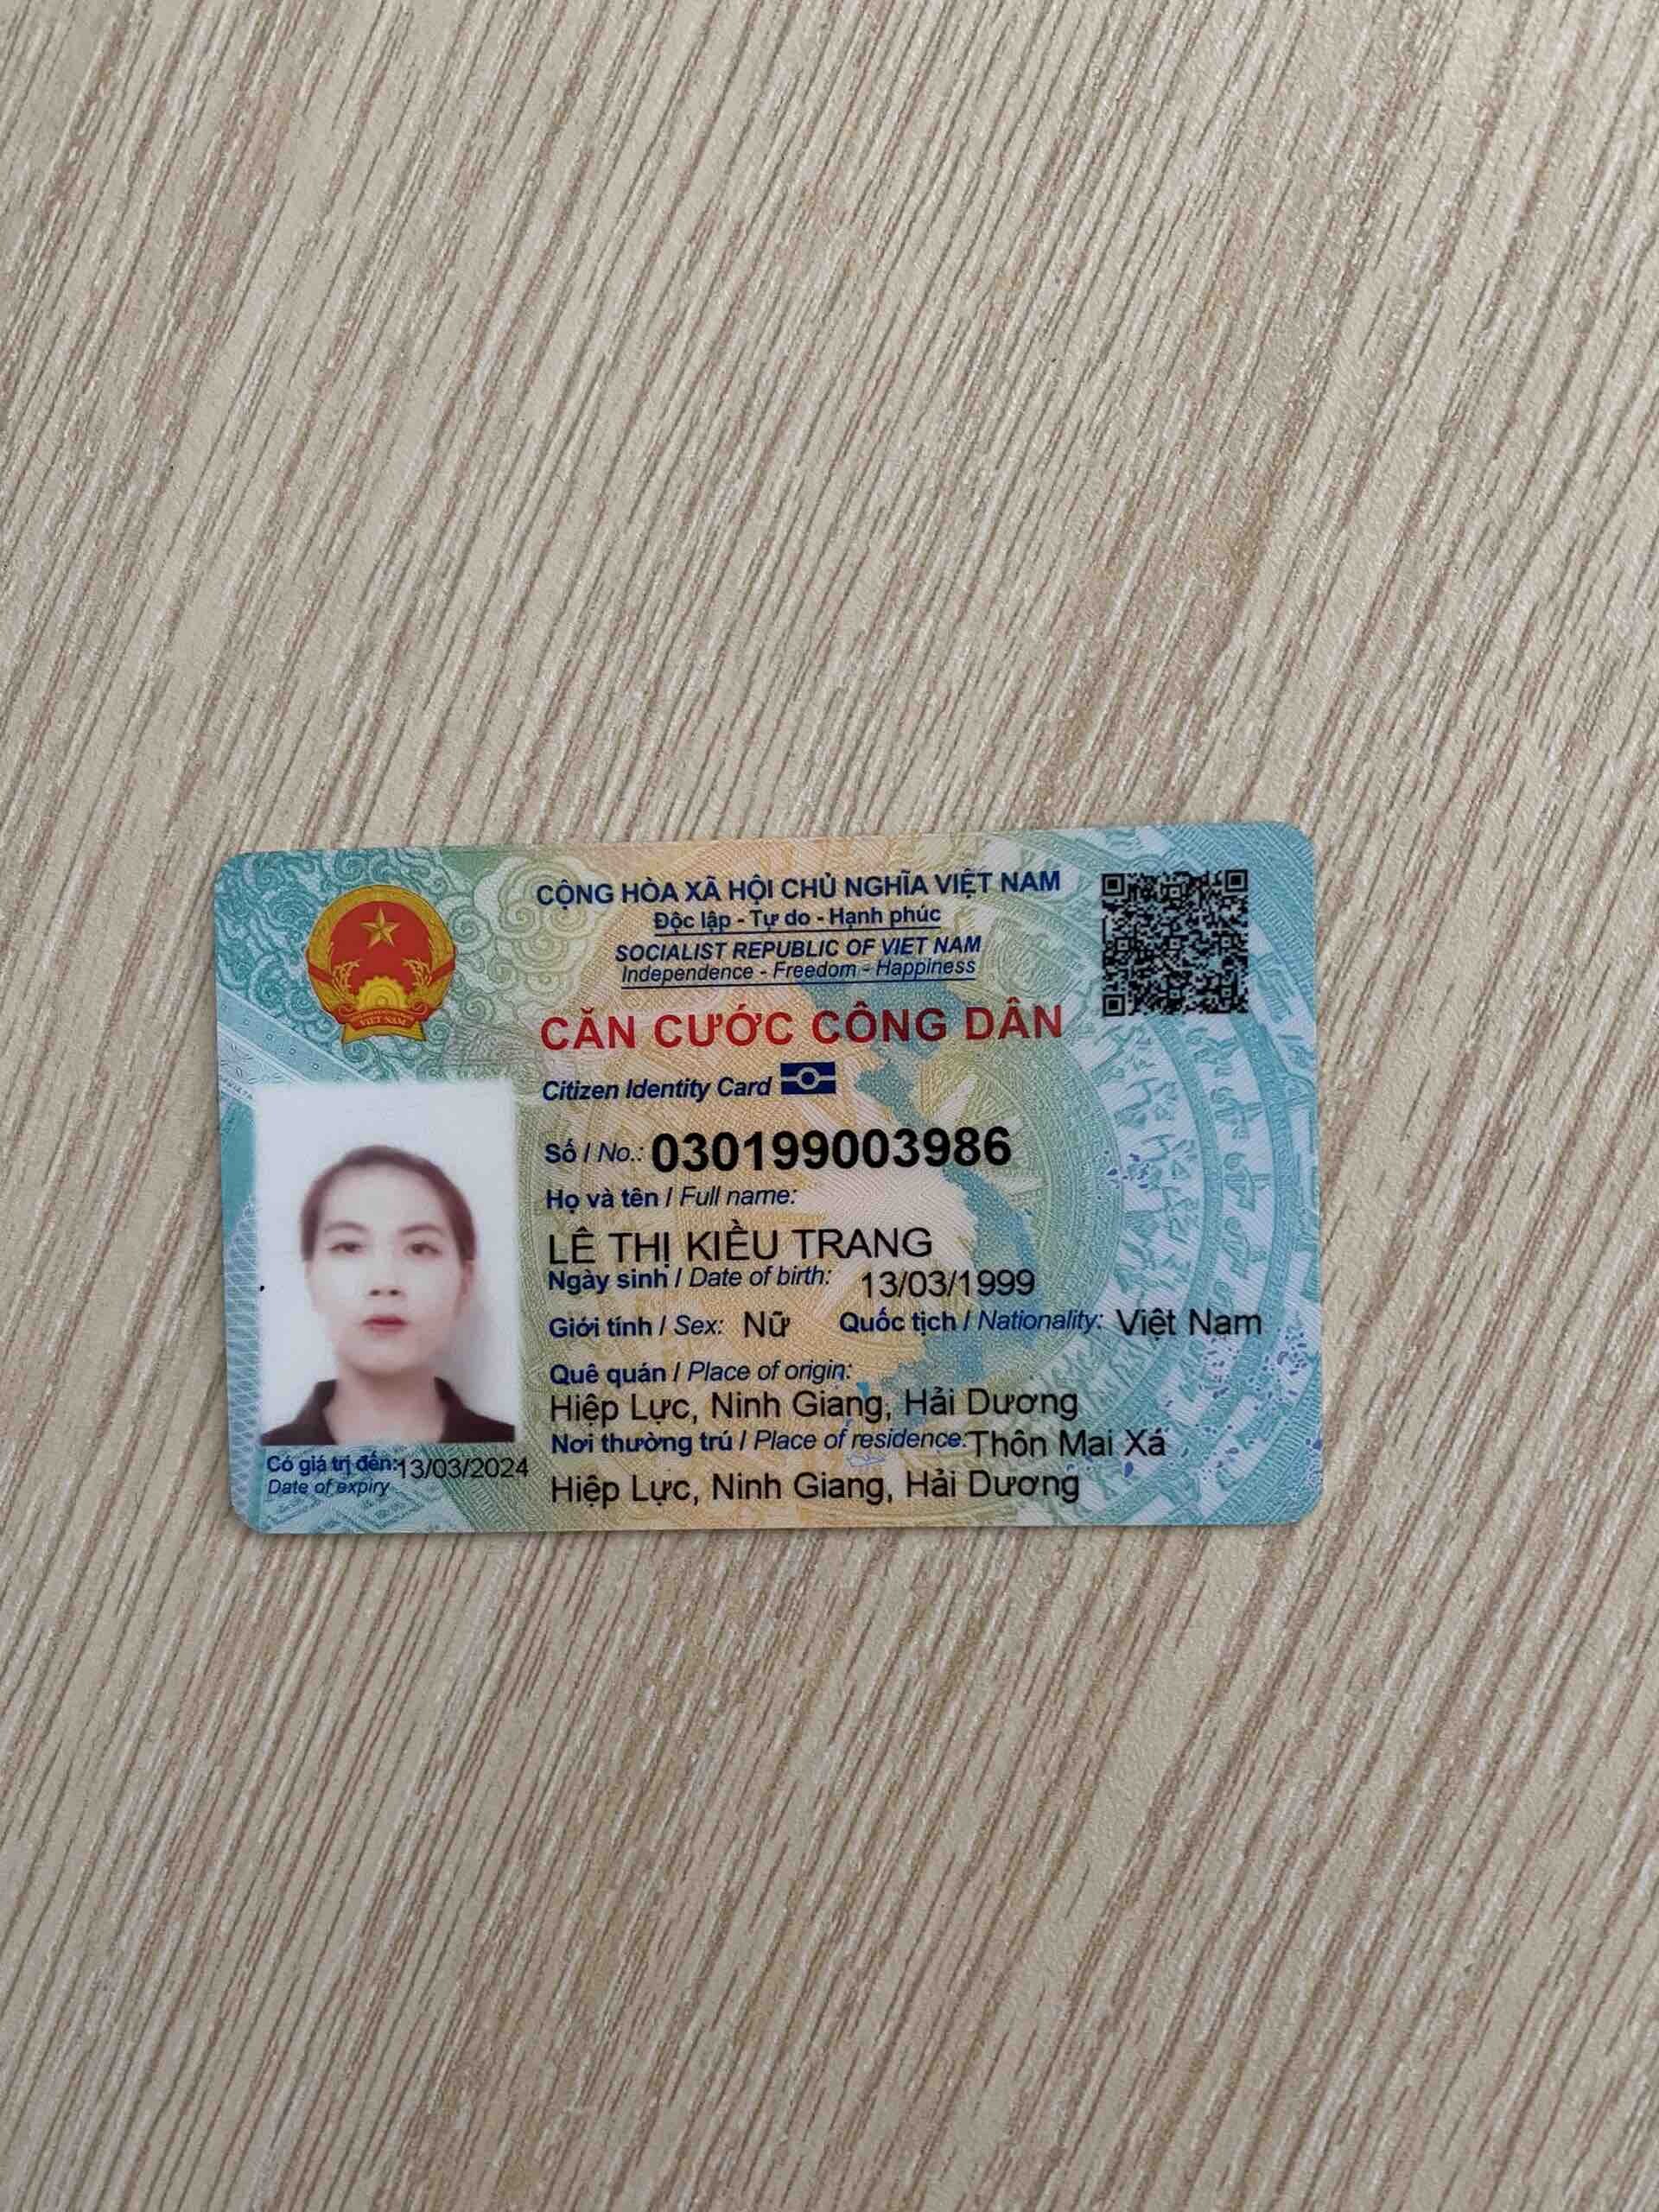 CỘNG HÒA XÃ HỘI CHỦ NGHĨA VIỆT NAM
Độc lập - Tự do - Hạnh phúc
SOCIALIST REPUBLIC OF VIET NAM
Independence - Freedom - Happiness
CĂN CƯỚC CÔNG DÂN
Citizen Identity Card
Số / No.: 030199003986
Họ và tên / Full name:
LÊ THỊ KIỀU TRANG
Ngày sinh / Date of birth: 13/03/1999
Giới tính / Sex: Nữ Quốc tịch / Nationality: Việt Nam
Quê quán / Place of origin:
Hiệp Lực, Ninh Giang, Hải Dương
Nơi thường trú / Place of residence: Thôn Mai Xá
Hiệp Lực, Ninh Giang, Hải Dương
Có giá trị đến: 13/03/2024
Date of expiry
VIỆT NAM